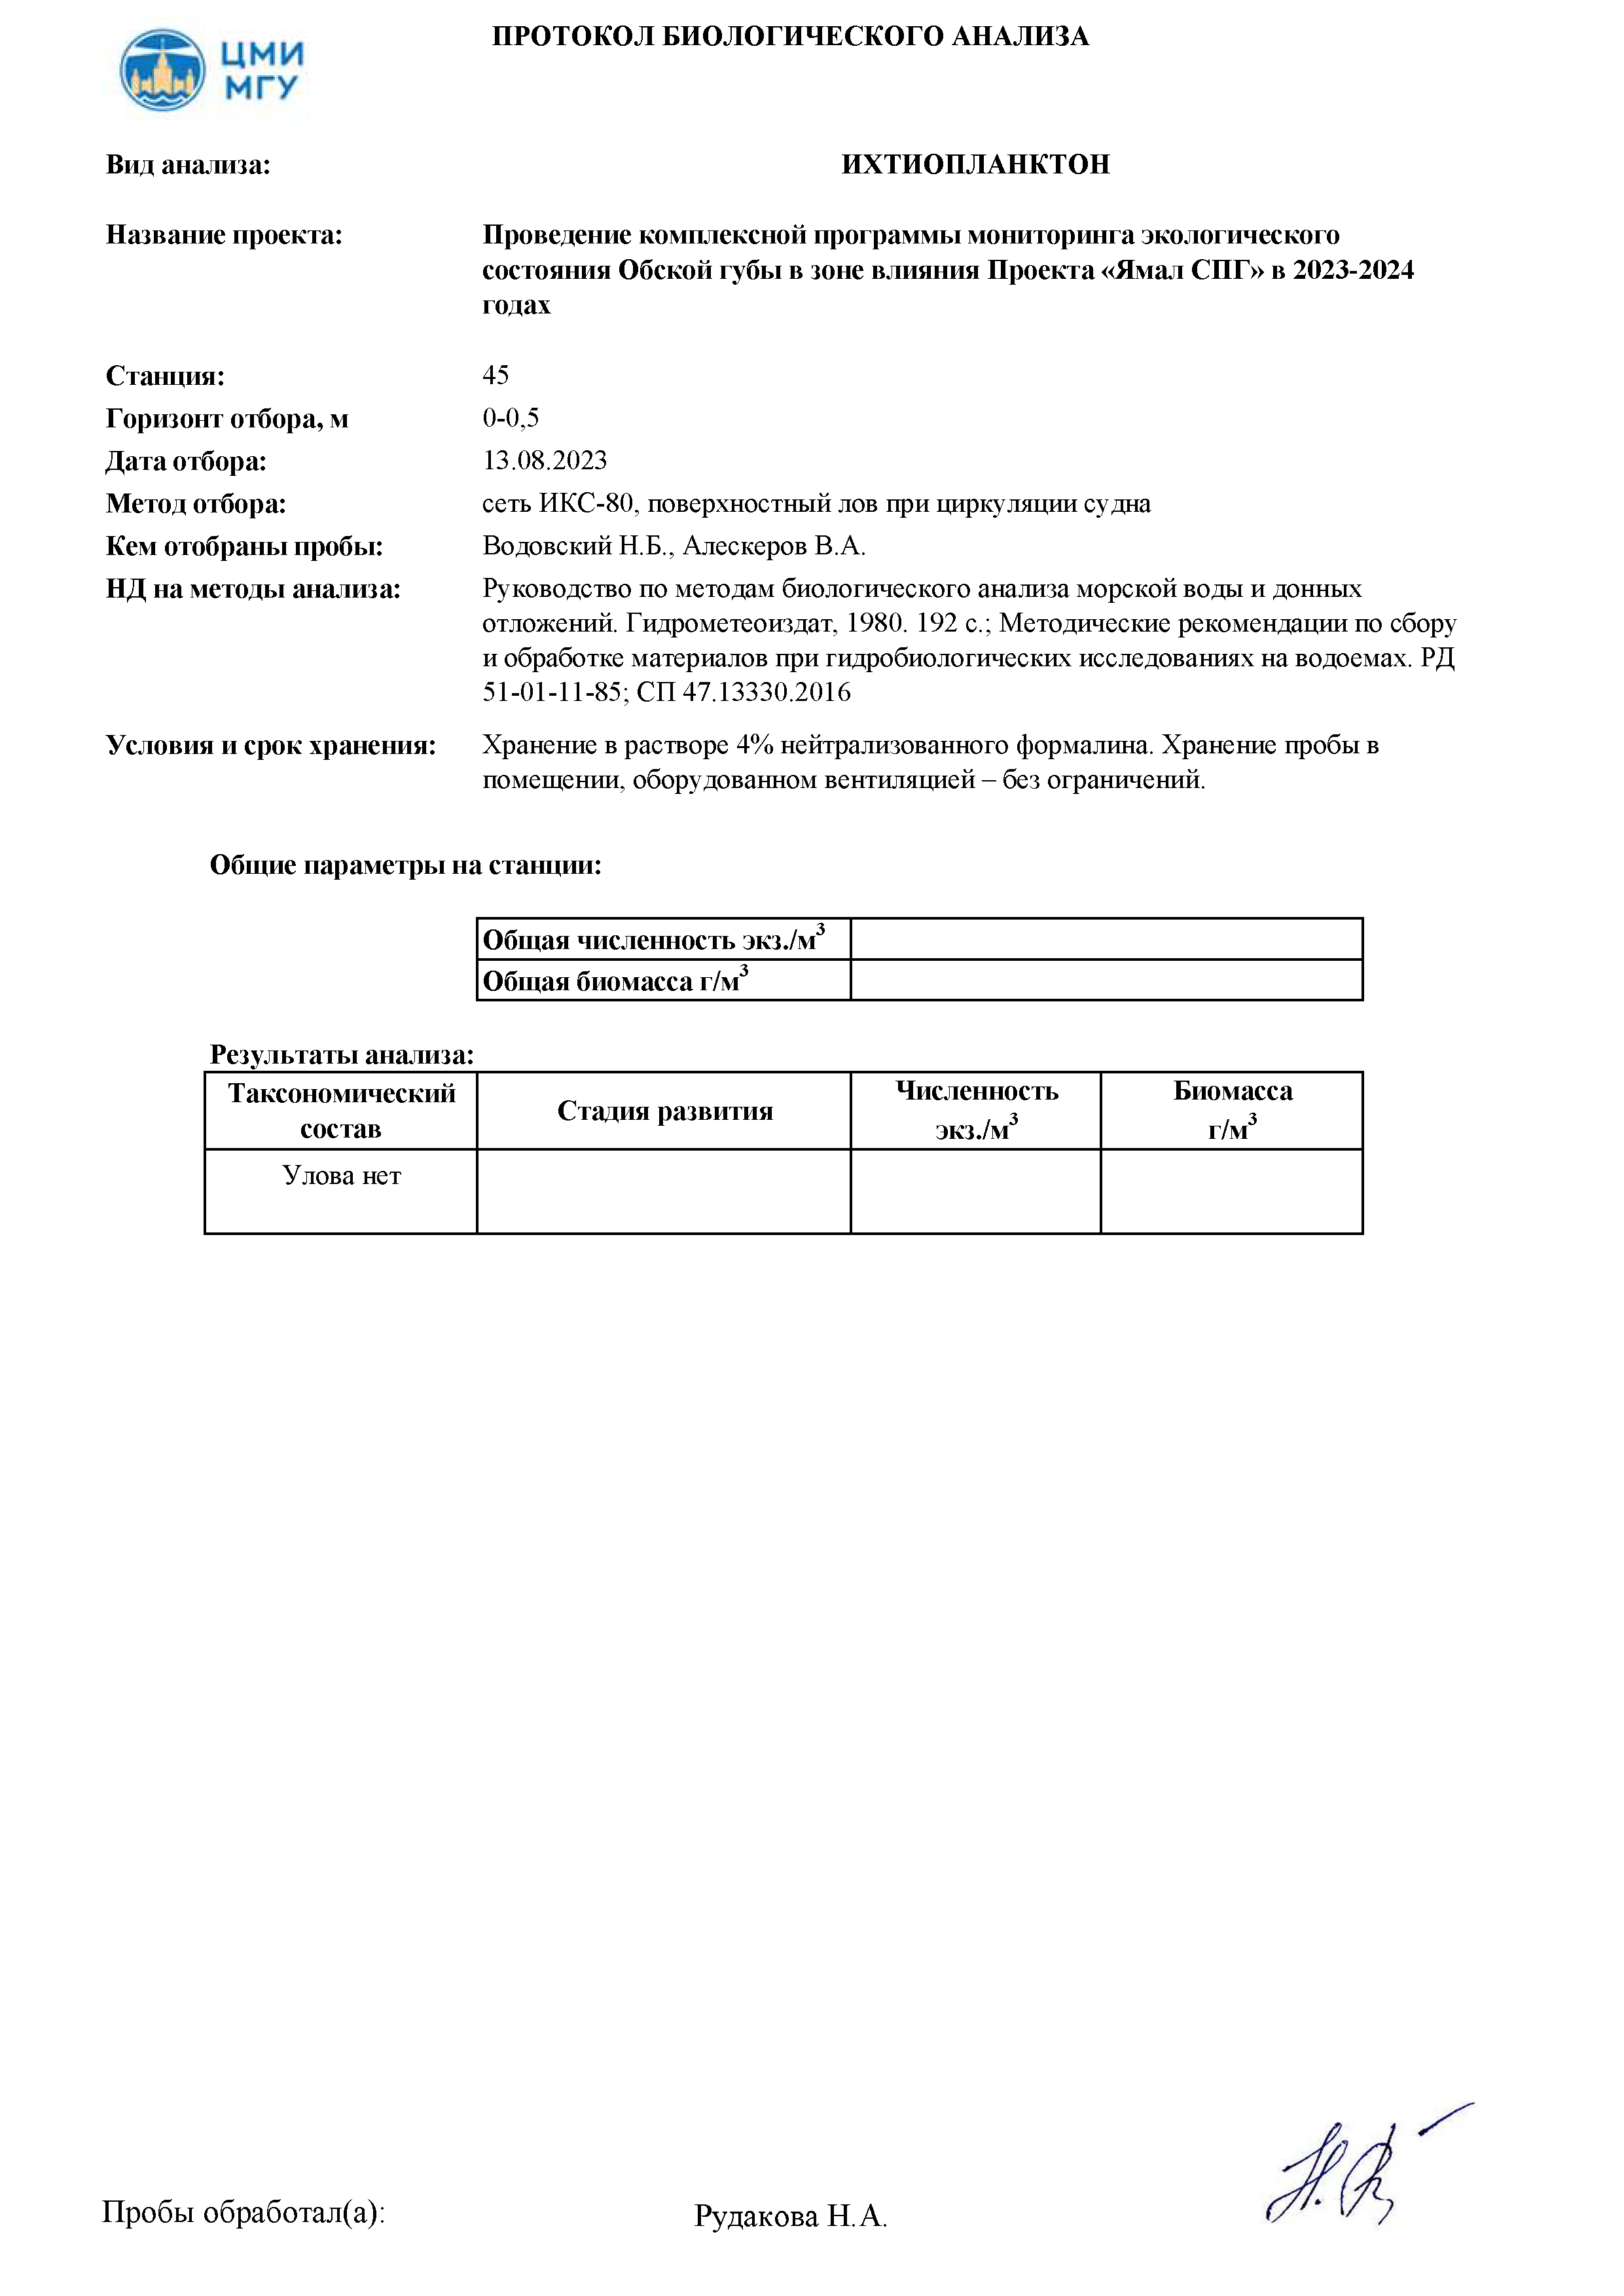 ПРОТОКОЛ БИОЛОГИЧЕСКОГО АНАЛИЗА
ЦМИ
МГУ
Вид анализа: ИХТИОПЛАНКТОН
Название проекта: Проведение комплексной программы мониторинга экологического
состояния Обской губы в зоне влияния Проекта «Ямал СПГ» в 2023-2024
годах
Станция: 45
Горизонт отбора, м 0-0,5
Дата отбора: 13.08.2023
Метод отбора: сеть ИКС-80, поверхностный лов при циркуляции судна
Кем отобраны пробы: Водовский Н.Б., Алескеров В.А.
НД на методы анализа: Руководство по методам биологического анализа морской воды и донных
отложений. Гидрометеоиздат, 1980. 192 с.; Методические рекомендации по сбору
и обработке материалов при гидробиологических исследованиях на водоемах. РД
51-01-11-85; СП 47.13330.2016
Условия и срок хранения: Хранение в растворе 4% нейтрализованного формалина. Хранение пробы в
помещении, оборудованном вентиляцией – без ограничений.
Общие параметры на станции:
Общая численность экз./м³
Общая биомасса г/м³
Результаты анализа:
Таксономический состав Стадия развития Численность экз./м³ Биомасса г/м³
Улова нет
Пробы обработал(а): Рудакова Н.А.